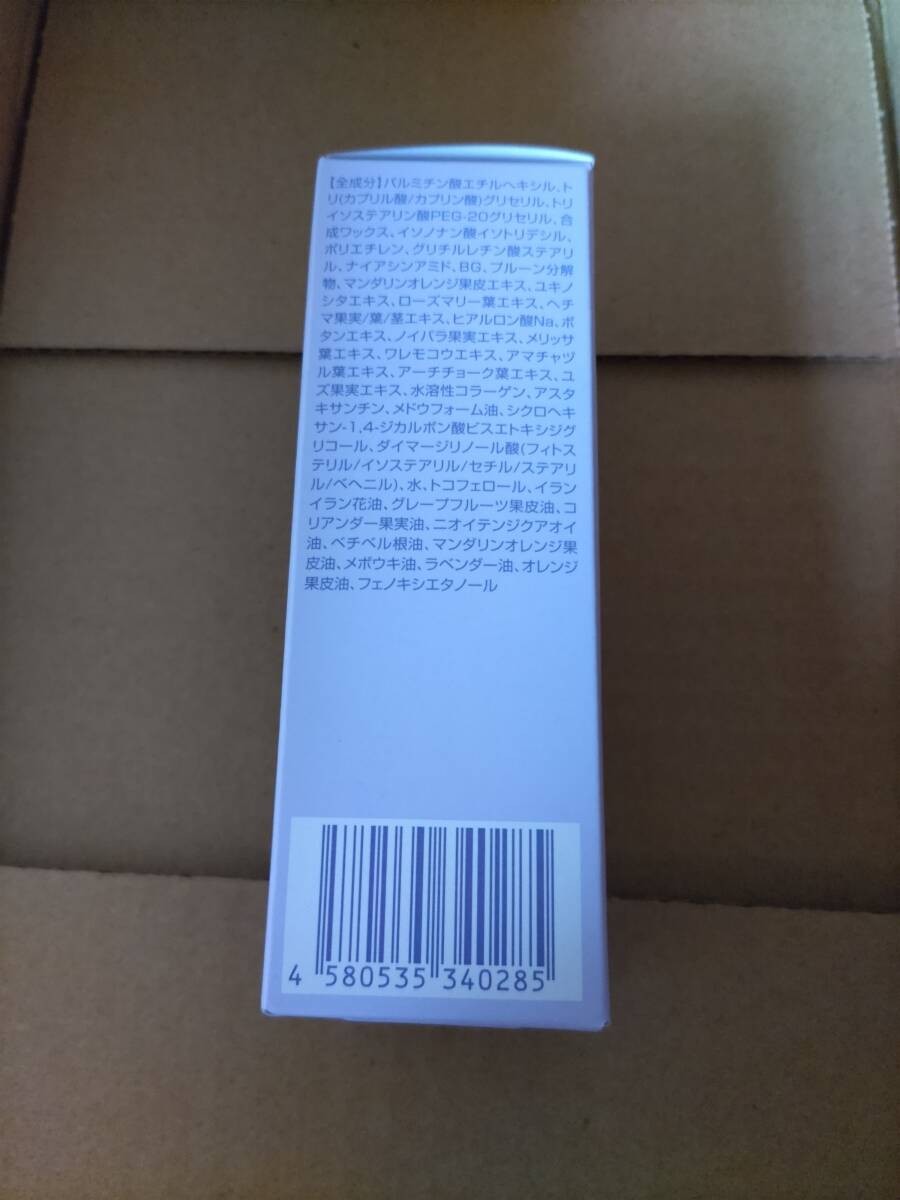 【全成分】パルミチン酸エチルヘキシル、ト
リ(カプリル酸/カプリン酸)グリセリル、トリ
イソステアリン酸PEG-20グリセリル、合
成ワックス、イソノナン酸イソトリデシル、
ポリエチレン、グリチルレチン酸ステアリ
ル、ナイアシンアミド、BG、プルーン分解
物、マンダリンオレンジ果皮エキス、ユキノ
シタエキス、ローズマリー葉エキス、ヘチ
マ果実/葉/茎エキス、ヒアルロン酸Na、ボ
タンエキス、ノイバラ果実エキス、メリッサ
葉エキス、ワレモコウエキス、アマチャヅ
ル葉エキス、アーチチョーク葉エキス、ユ
ズ果実エキス、水溶性コラーゲン、アスタ
キサンチン、メドウフォーム油、シクロヘキ
サン-1,4-ジカルボン酸ビスエトキシジグ
リコール、ダイマージリノール酸(フィトス
テリル/イソステアリル/セチル/ステアリ
ル/ベヘニル)、水、トコフェロール、イラン
イラン花油、グレープフルーツ果皮油、コ
リアンダー果実油、ニオイテンジクアオイ
油、ベチベル根油、マンダリンオレンジ果
皮油、メボウキ油、ラベンダー油、オレンジ
果皮油、フェノキシエタノール
4 580535 340285